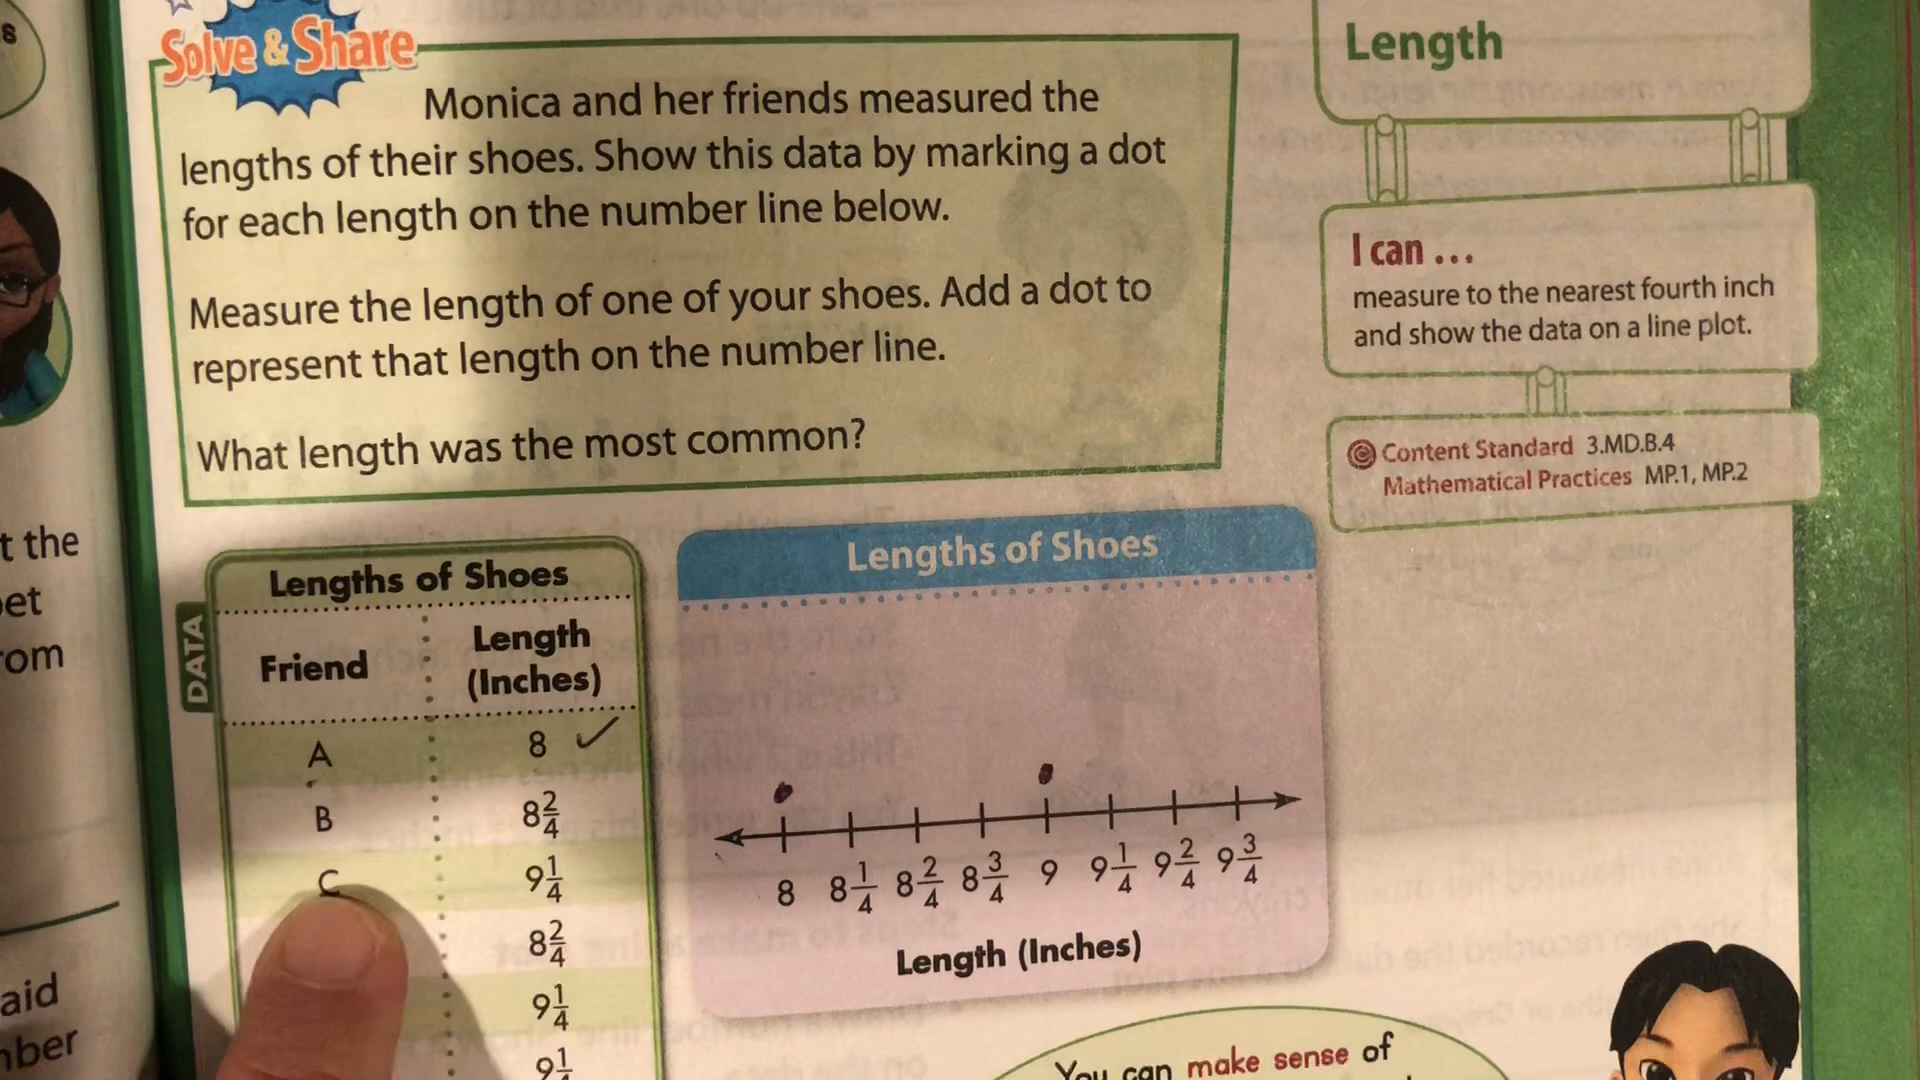 s
Solve & Share
Monica and her friends measured the
lengths of their shoes. Show this data by marking a dot
for each length on the number line below.
Measure the length of one of your shoes. Add a dot to
represent that length on the number line.
What length was the most common?
Length
I can ...
measure to the nearest fourth inch
and show the data on a line plot.
Content Standard 3.MD.B.4
Mathematical Practices MP.1, MP.2
t the
et
rom
aid
mber
DATA
Lengths of Shoes
Friend
Length
(Inches)
A 8 ✓
B 8 2/4
C 9 1/4
8 2/4
9 1/4
9 1/4
Lengths of Shoes
8 8 1/4 8 2/4 8 3/4 9 9 1/4 9 2/4 9 3/4
Length (Inches)
You can make sense of